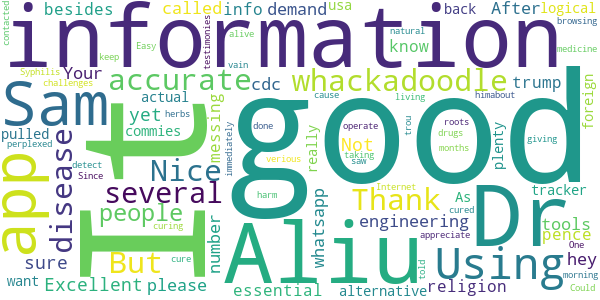 besides info called demand usa After logical contacted
information
Easy testimonies alive natural back browsing
keep vain know medicine
Your accurate cdc whackadoodle trump foreign
Syphilis challenges
Sam actual It good Dr
pulled herbs yet messing cause living himabout
commies really trou
perplexed Nice immediately done operate roots
app disease detect Not drugs plenty giving
Since several months
But curing people harm verious taking saw Internet Thank As tracker
cure number Aliu whatsapp cured engineering tools
sure appreciate pence One
want Excellent please told Using hey
essential alternative religion morning
Could